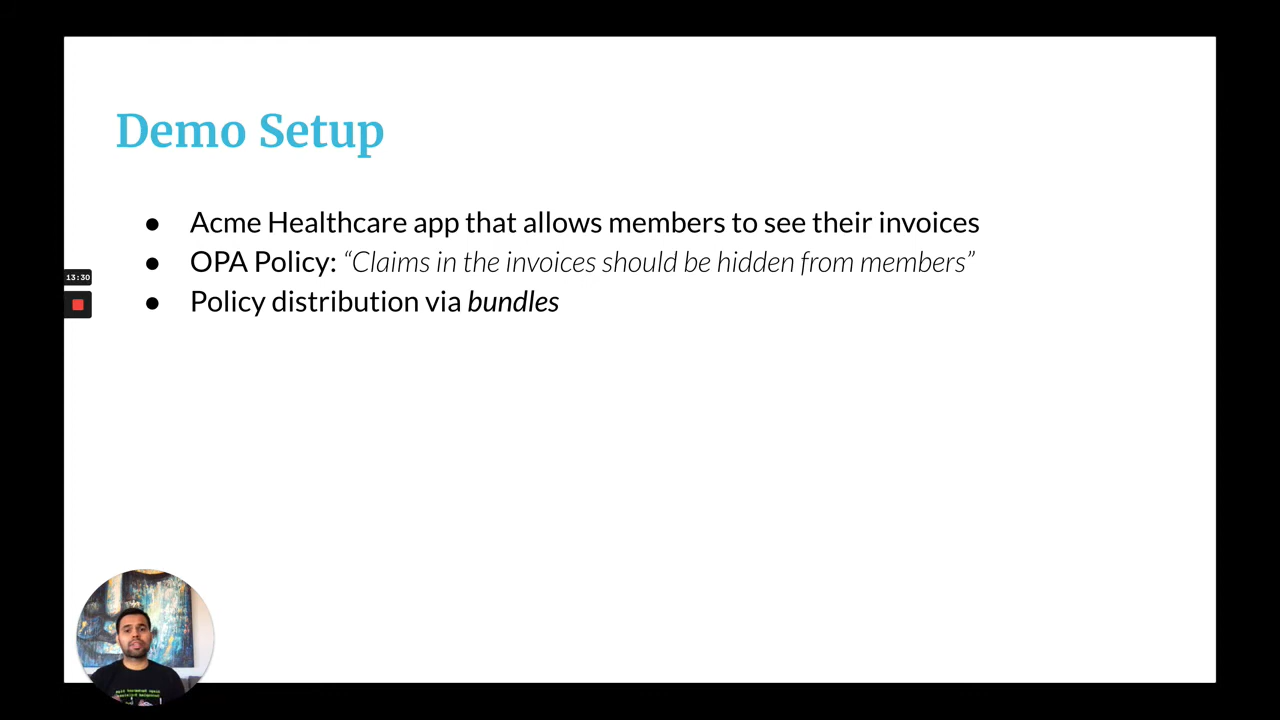 Demo Setup
● Acme Healthcare app that allows members to see their invoices
● OPA Policy: “Claims in the invoices should be hidden from members”
13:30
● Policy distribution via bundles